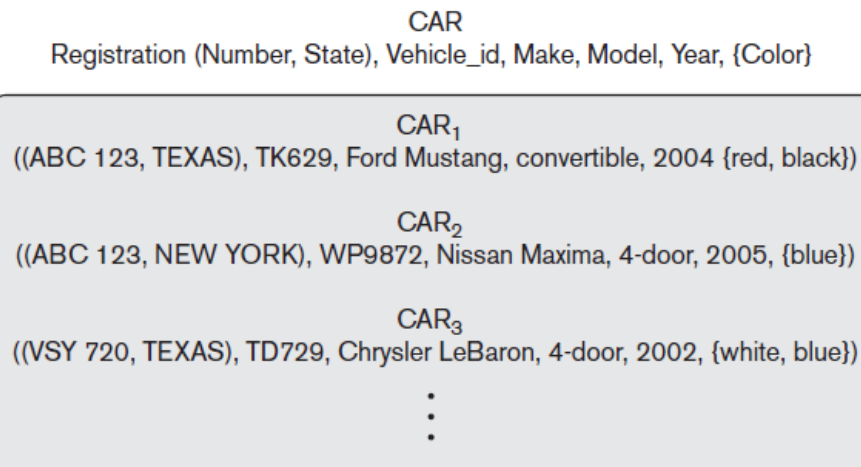 CAR
Registration (Number, State), Vehicle_id, Make, Model, Year, {Color}
CAR₁
((ABC 123, TEXAS), TK629, Ford Mustang, convertible, 2004 {red, black})
CAR₂
((ABC 123, NEW YORK), WP9872, Nissan Maxima, 4-door, 2005, {blue})
CAR₃
((VSY 720, TEXAS), TD729, Chrysler LeBaron, 4-door, 2002, {white, blue})